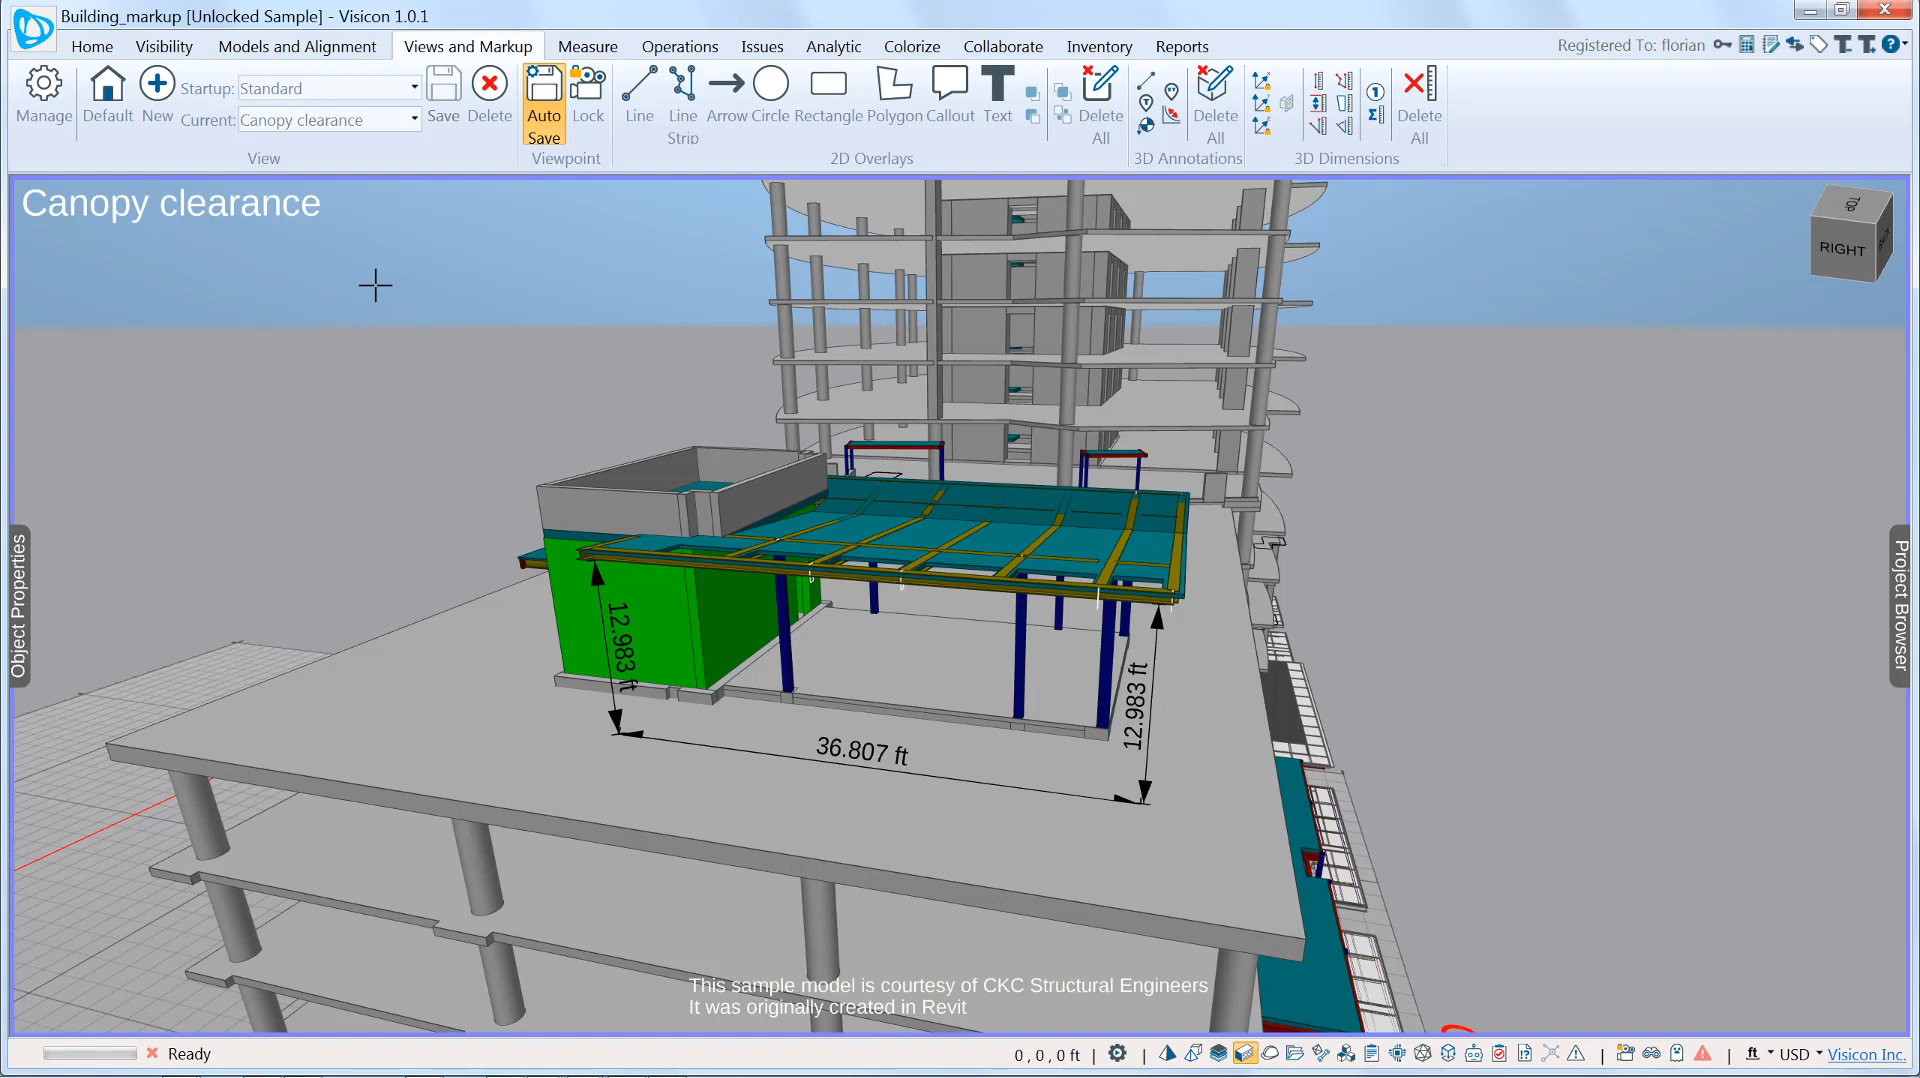 Building_markup [Unlocked Sample] - Visicon 1.0.1
Home Visibility Models and Alignment Views and Markup Measure Operations Issues Analytic Colorize Collaborate Inventory Reports Registered To: florian
Manage Default New Startup: Standard Save Delete Auto Save Lock Line Line Strip Arrow Circle Rectangle Polygon Callout Text Delete All Delete All Delete All
Current: Canopy clearance
View Viewpoint 2D Overlays 3D Annotations 3D Dimensions
Canopy clearance
TOP
RIGHT
Object Properties
Project Browser
12.983 ft
12.983 ft
36.807 ft
This sample model is courtesy of CKC Structural Engineers
It was originally created in Revit
Ready 0 , 0 , 0 ft ft USD Visicon Inc.